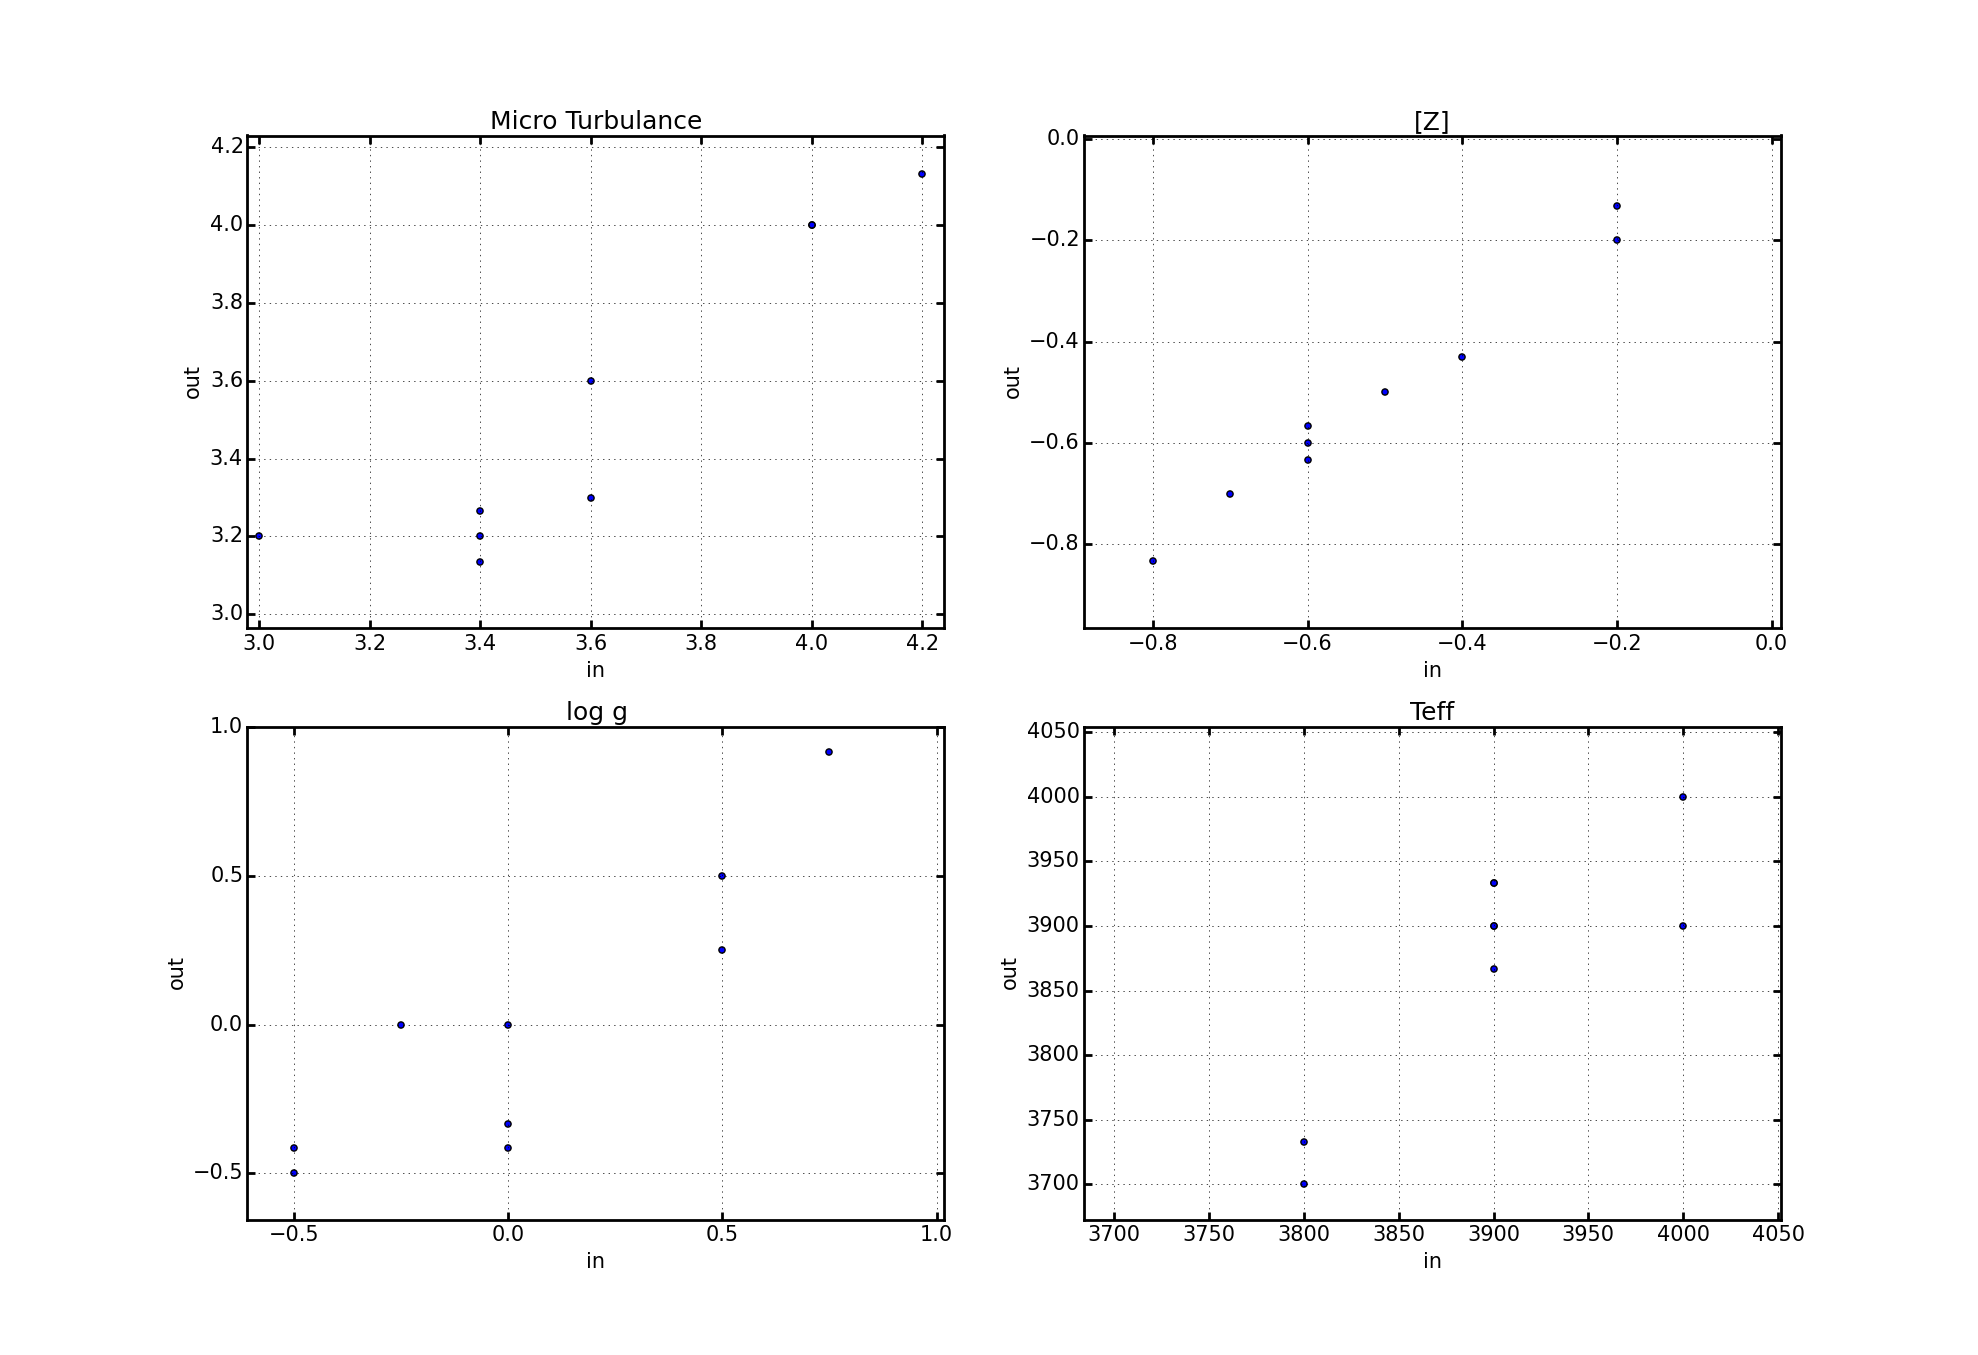 Micro Turbulance
4.2
4.0
3.8
3.6
3.4
3.2
3.0
out
3.0 3.2 3.4 3.6 3.8 4.0 4.2
in
[Z]
0.0
−0.2
−0.4
−0.6
−0.8
out
−0.8 −0.6 −0.4 −0.2 0.0
in
log g
1.0
0.5
0.0
−0.5
out
−0.5 0.0 0.5 1.0
in
Teff
4050
4000
3950
3900
3850
3800
3750
3700
out
3700 3750 3800 3850 3900 3950 4000 4050
in